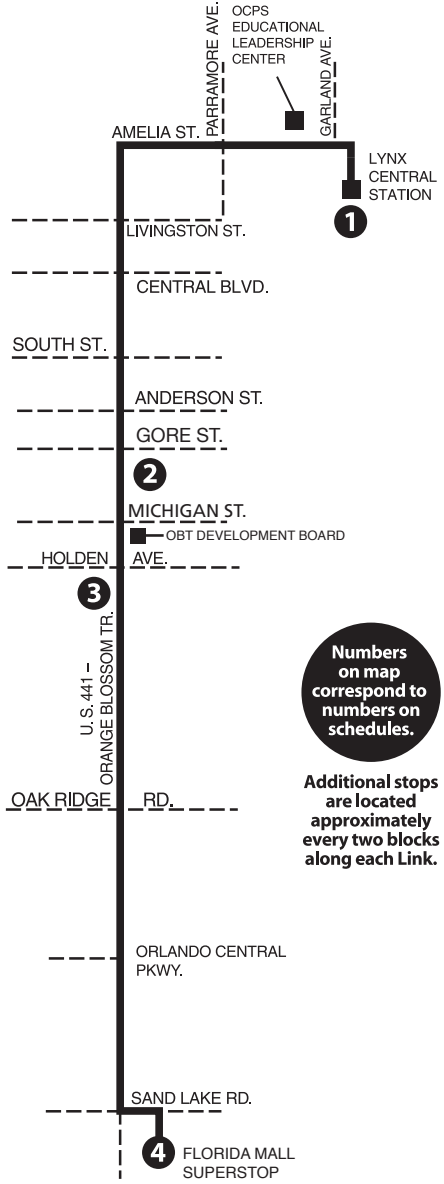 PARRAMORE AVE.
OCPS
EDUCATIONAL
LEADERSHIP
CENTER
GARLAND AVE.
AMELIA ST.
LYNX
CENTRAL
STATION
1
LIVINGSTON ST.
CENTRAL BLVD.
SOUTH ST.
ANDERSON ST.
GORE ST.
2
MICHIGAN ST.
OBT DEVELOPMENT BOARD
HOLDEN AVE.
3
U. S. 441 –
ORANGE BLOSSOM TR.
Numbers
on map
correspond to
numbers on
schedules.
Additional stops
are located
approximately
every two blocks
along each Link.
OAK RIDGE RD.
ORLANDO CENTRAL
PKWY.
SAND LAKE RD.
4
FLORIDA MALL
SUPERSTOP